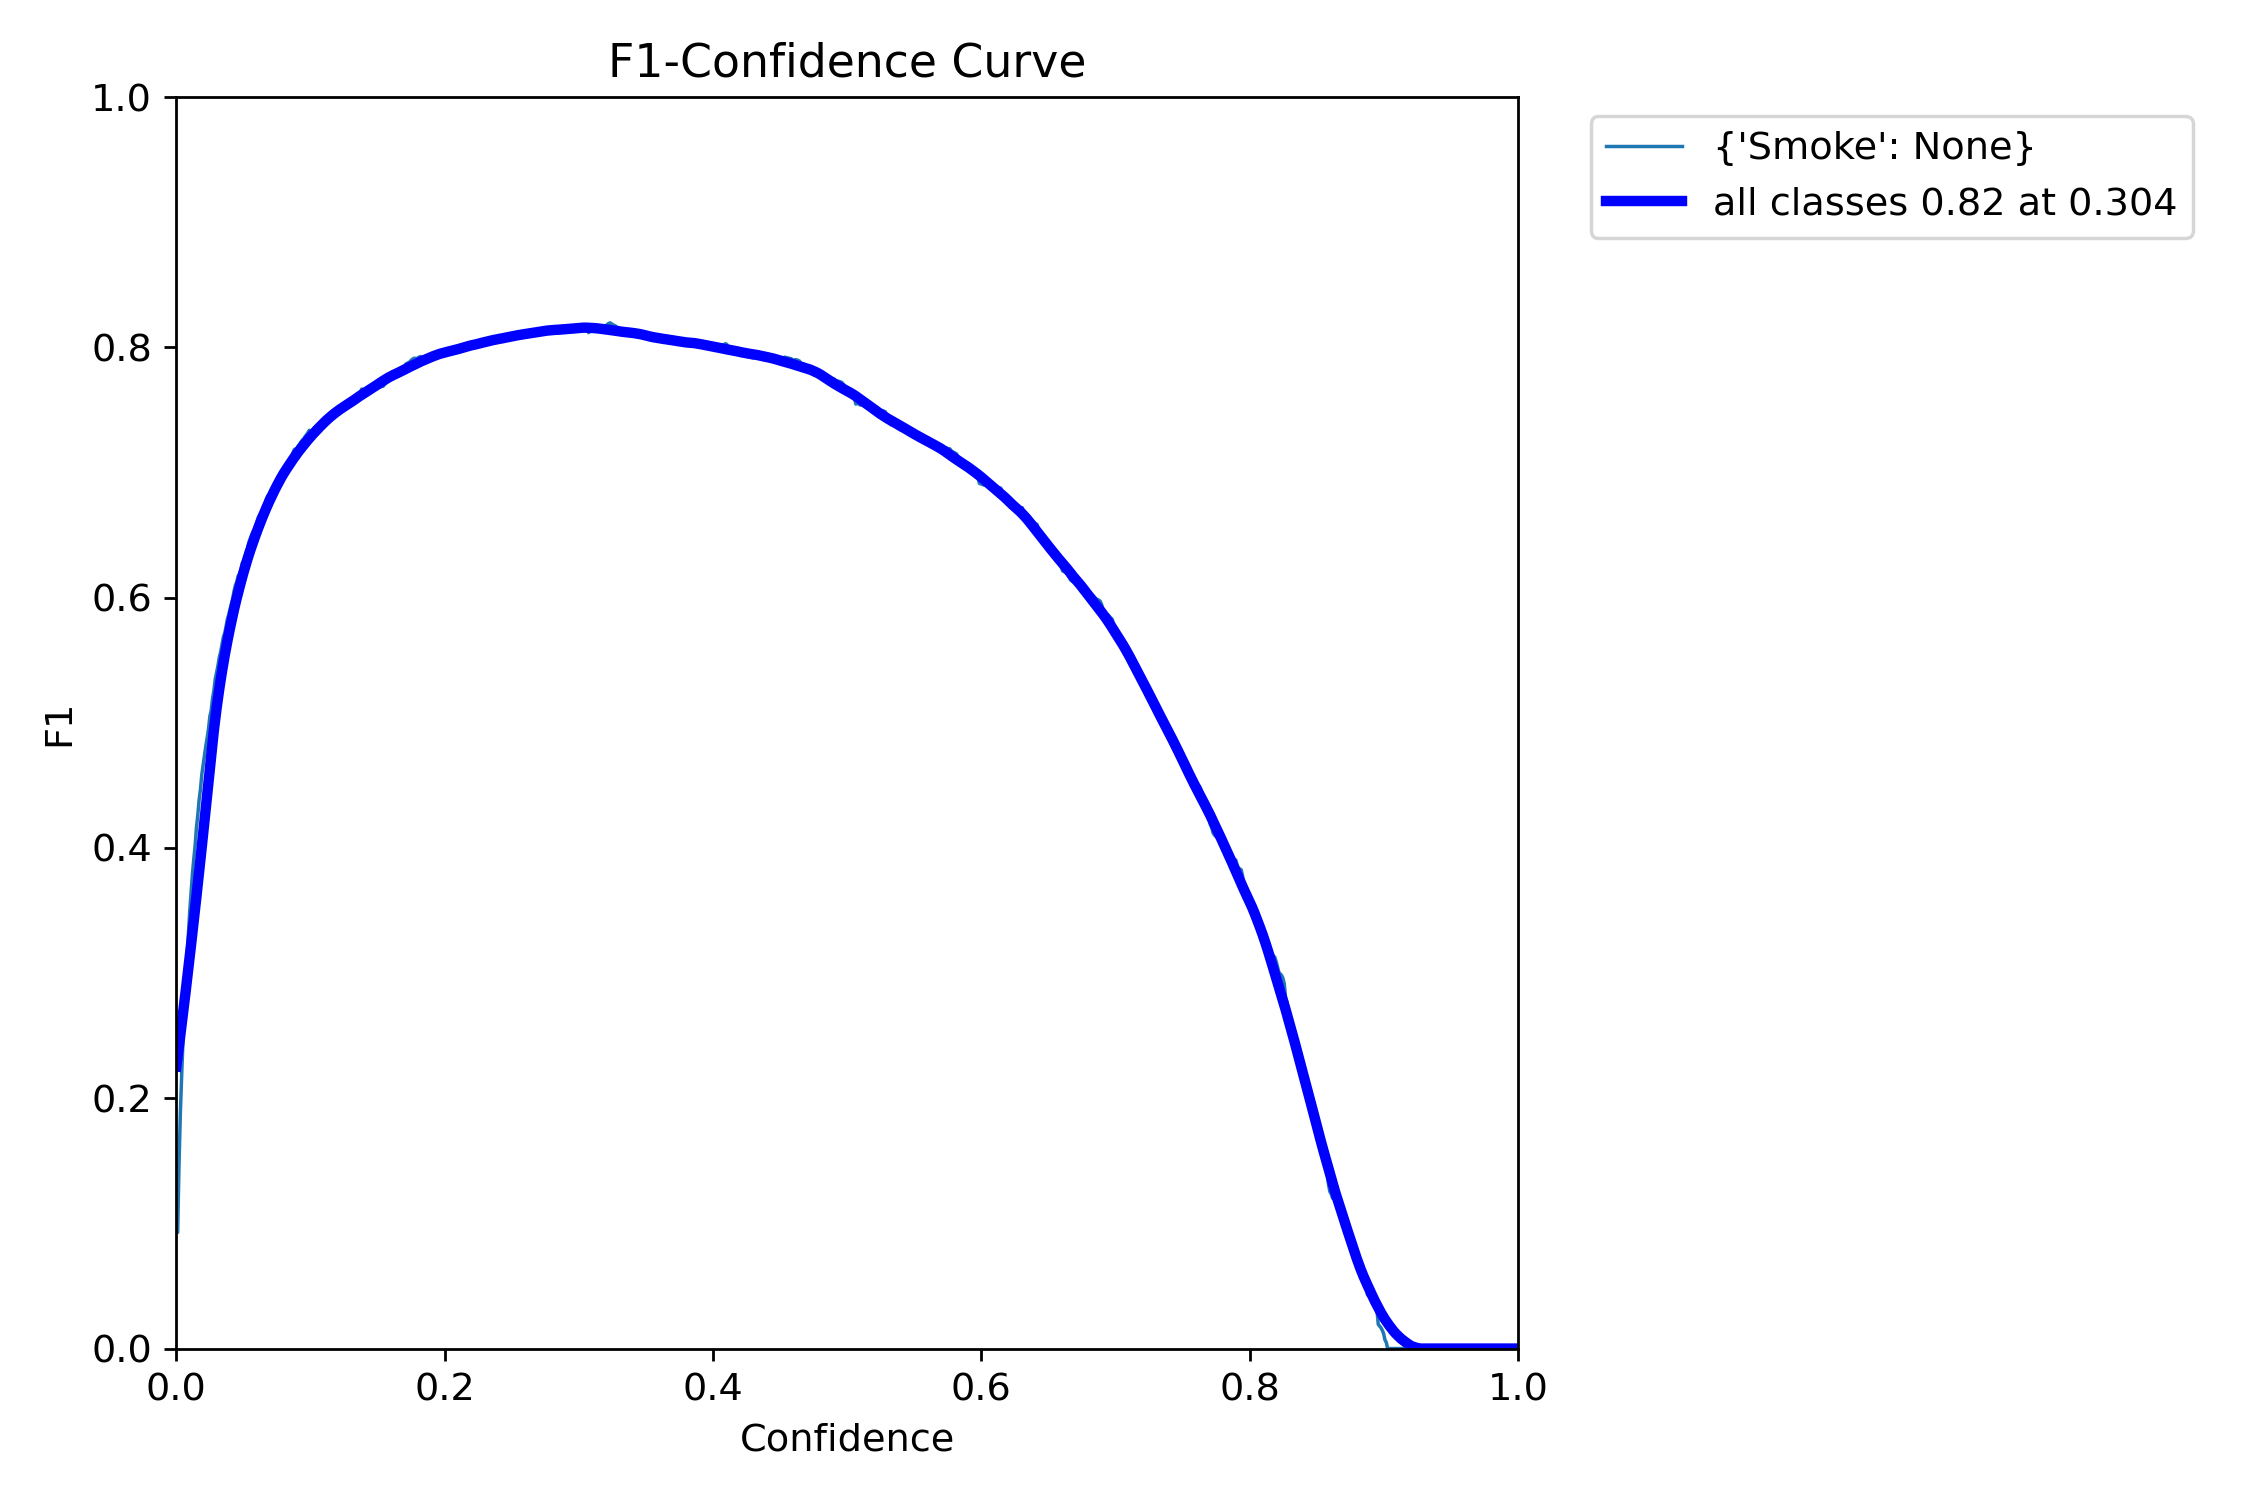 F1-Confidence Curve
1.0
0.8
0.6
0.4
0.2
0.0
F1
0.0 0.2 0.4 0.6 0.8 1.0
Confidence
{'Smoke': None}
all classes 0.82 at 0.304